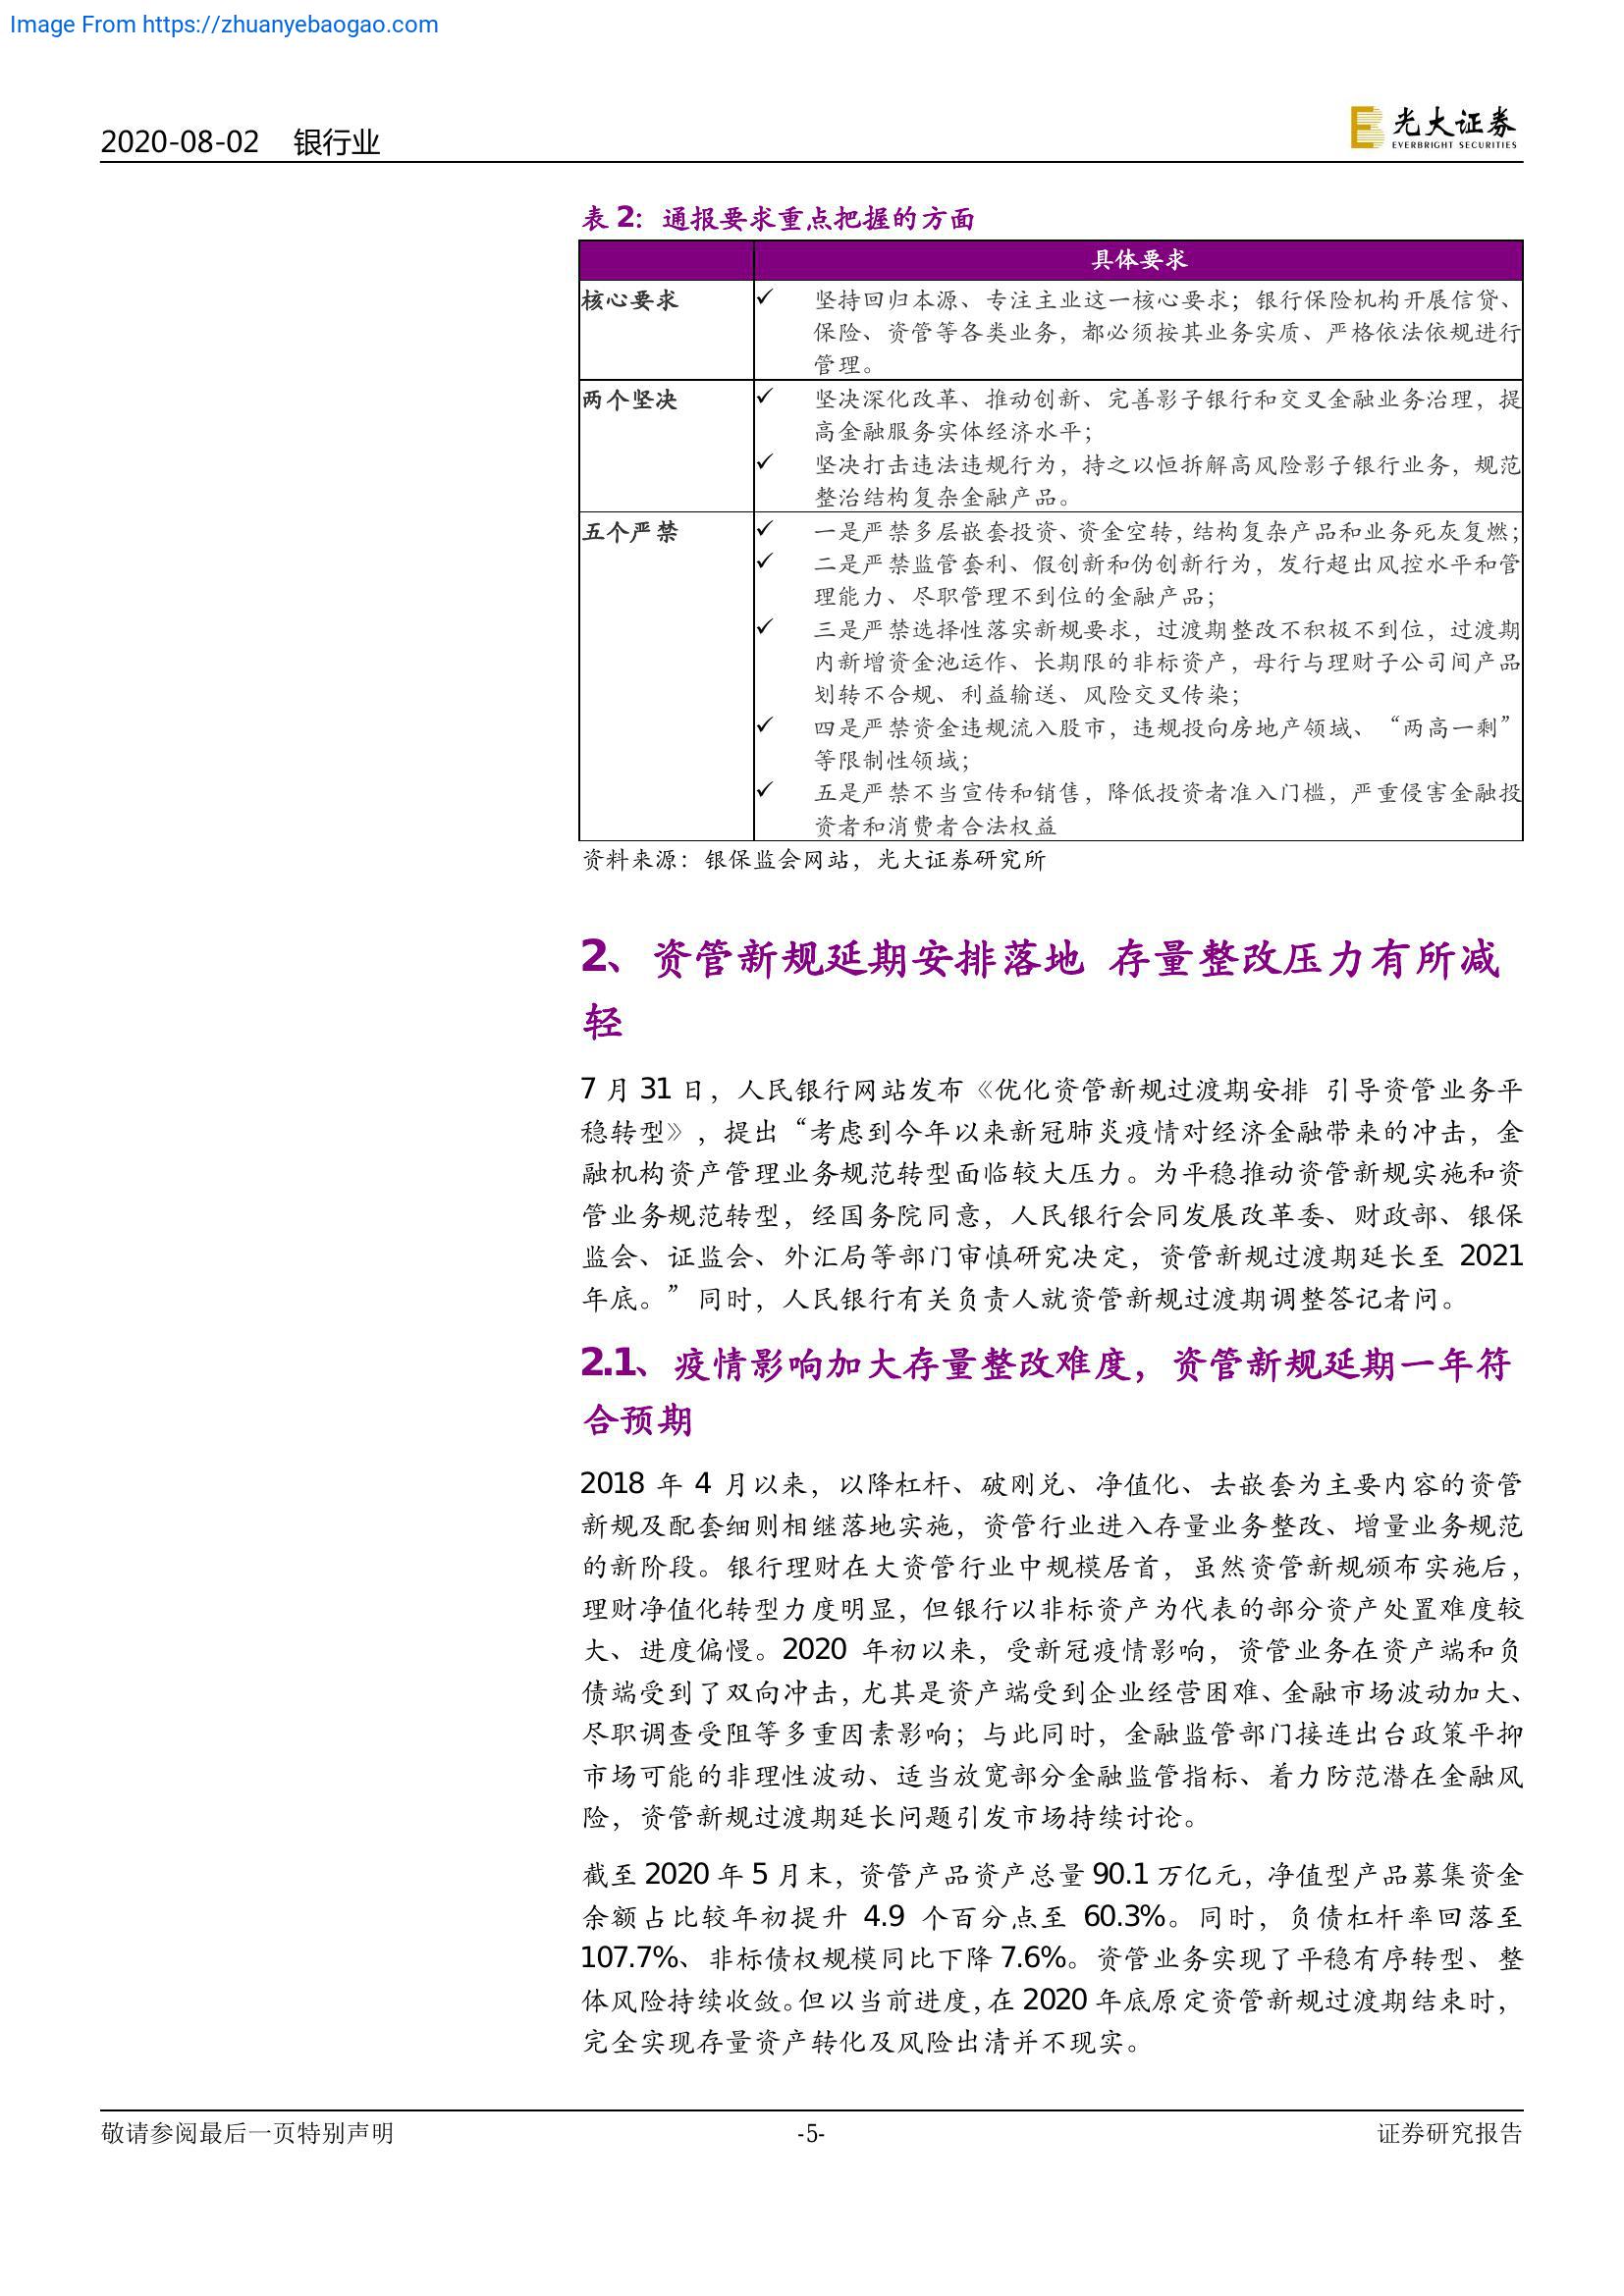 Image From https://zhuanyebaogao.com
2020-08-02 银行业
光大证券
EVERBRIGHT SECURITIES
表 2：通报要求重点把握的方面
具体要求
核心要求
✓ 坚持回归本源、专注主业这一核心要求；银行保险机构开展信贷、
保险、资管等各类业务，都必须按其业务实质、严格依法依规进行
管理。
两个坚决
✓ 坚决深化改革、推动创新、完善影子银行和交叉金融业务治理，提
高金融服务实体经济水平；
✓ 坚决打击违法违规行为，持之以恒拆解高风险影子银行业务，规范
整治结构复杂金融产品。
五个严禁
✓ 一是严禁多层嵌套投资、资金空转，结构复杂产品和业务死灰复燃；
✓ 二是严禁监管套利、假创新和伪创新行为，发行超出风控水平和管
理能力、尽职管理不到位的金融产品；
✓ 三是严禁选择性落实新规要求，过渡期整改不积极不到位，过渡期
内新增资金池运作、长期限的非标资产，母行与理财子公司间产品
划转不合规、利益输送、风险交叉传染；
✓ 四是严禁资金违规流入股市，违规投向房地产领域、“两高一剩”
等限制性领域；
✓ 五是严禁不当宣传和销售，降低投资者准入门槛，严重侵害金融投
资者和消费者合法权益
资料来源：银保监会网站，光大证券研究所
2、资管新规延期安排落地 存量整改压力有所减
轻
7 月 31 日，人民银行网站发布《优化资管新规过渡期安排 引导资管业务平
稳转型》，提出“考虑到今年以来新冠肺炎疫情对经济金融带来的冲击，金
融机构资产管理业务规范转型面临较大压力。为平稳推动资管新规实施和资
管业务规范转型，经国务院同意，人民银行会同发展改革委、财政部、银保
监会、证监会、外汇局等部门审慎研究决定，资管新规过渡期延长至 2021
年底。”同时，人民银行有关负责人就资管新规过渡期调整答记者问。
2.1、疫情影响加大存量整改难度，资管新规延期一年符
合预期
2018 年 4 月以来，以降杠杆、破刚兑、净值化、去嵌套为主要内容的资管
新规及配套细则相继落地实施，资管行业进入存量业务整改、增量业务规范
的新阶段。银行理财在大资管行业中规模居首，虽然资管新规颁布实施后，
理财净值化转型力度明显，但银行以非标资产为代表的部分资产处置难度较
大、进度偏慢。2020 年初以来，受新冠疫情影响，资管业务在资产端和负
债端受到了双向冲击，尤其是资产端受到企业经营困难、金融市场波动加大、
尽职调查受阻等多重因素影响；与此同时，金融监管部门接连出台政策平抑
市场可能的非理性波动、适当放宽部分金融监管指标、着力防范潜在金融风
险，资管新规过渡期延长问题引发市场持续讨论。
截至 2020 年 5 月末，资管产品资产总量 90.1 万亿元，净值型产品募集资金
余额占比较年初提升 4.9 个百分点至 60.3%。同时，负债杠杆率回落至
107.7%、非标债权规模同比下降 7.6%。资管业务实现了平稳有序转型、整
体风险持续收敛。但以当前进度，在 2020 年底原定资管新规过渡期结束时，
完全实现存量资产转化及风险出清并不现实。
敬请参阅最后一页特别声明
-5-
证券研究报告